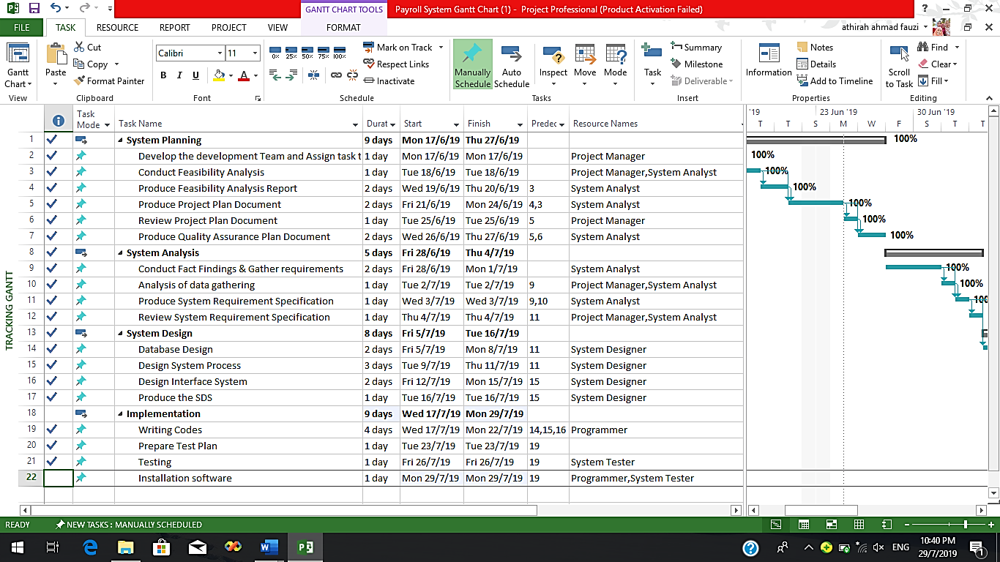 GANTT CHART TOOLS Payroll System Gantt Chart (1) - Project Professional (Product Activation Failed) ?
FILE TASK RESOURCE REPORT PROJECT VIEW FORMAT athirah ahmad fauzi
Gantt Chart
View
Paste
Cut
Copy
Format Painter
Clipboard
Calibri 11
B I U A
Font
0% 25% 50% 75% 100%
Mark on Track
Respect Links
Inactivate
Schedule
Manually Schedule
Auto Schedule
Inspect Move Mode
Tasks
Task
Summary
Milestone
Deliverable
Insert
Information
Notes
Details
Add to Timeline
Properties
Scroll to Task
Find
Clear
Fill
Editing
Task Mode Task Name Durat Start Finish Predec Resource Names
'19 23 Jun '19 30 Jun '19
T T S M W F S T T
1 System Planning 9 days Mon 17/6/19 Thu 27/6/19 100%
2 Develop the development Team and Assign task t 1 day Mon 17/6/19 Mon 17/6/19 Project Manager 100%
3 Conduct Feasibility Analysis 1 day Tue 18/6/19 Tue 18/6/19 Project Manager,System Analyst 100%
4 Produce Feasibility Analysis Report 2 days Wed 19/6/19 Thu 20/6/19 3 System Analyst 100%
5 Produce Project Plan Document 2 days Fri 21/6/19 Mon 24/6/19 4,3 System Analyst 100%
6 Review Project Plan Document 1 day Tue 25/6/19 Tue 25/6/19 5 Project Manager 100%
7 Produce Quality Assurance Plan Document 2 days Wed 26/6/19 Thu 27/6/19 5,6 System Analyst 100%
8 System Analysis 5 days Fri 28/6/19 Thu 4/7/19
9 Conduct Fact Findings & Gather requirements 2 days Fri 28/6/19 Mon 1/7/19 System Analyst 100%
10 Analysis of data gathering 1 day Tue 2/7/19 Tue 2/7/19 9 Project Manager,System Analyst 100%
11 Produce System Requirement Specification 1 day Wed 3/7/19 Wed 3/7/19 9,10 System Analyst 100
12 Review System Requirement Specification 1 day Thu 4/7/19 Thu 4/7/19 11 Project Manager,System Analyst
13 System Design 8 days Fri 5/7/19 Tue 16/7/19
14 Database Design 2 days Fri 5/7/19 Mon 8/7/19 11 System Designer
15 Design System Process 3 days Tue 9/7/19 Thu 11/7/19 11 System Designer
16 Design Interface System 2 days Fri 12/7/19 Mon 15/7/19 15 System Designer
17 Produce the SDS 1 day Tue 16/7/19 Tue 16/7/19 15 System Designer
18 Implementation 9 days Wed 17/7/19 Mon 29/7/19
19 Writing Codes 4 days Wed 17/7/19 Mon 22/7/19 14,15,16 Programmer
20 Prepare Test Plan 1 day Tue 23/7/19 Tue 23/7/19 19
21 Testing 1 day Fri 26/7/19 Fri 26/7/19 19 System Tester
22 Installation software 1 day Mon 29/7/19 Mon 29/7/19 19 Programmer,System Tester
TRACKING GANTT
READY NEW TASKS : MANUALLY SCHEDULED
ENG 10:40 PM
29/7/2019 1